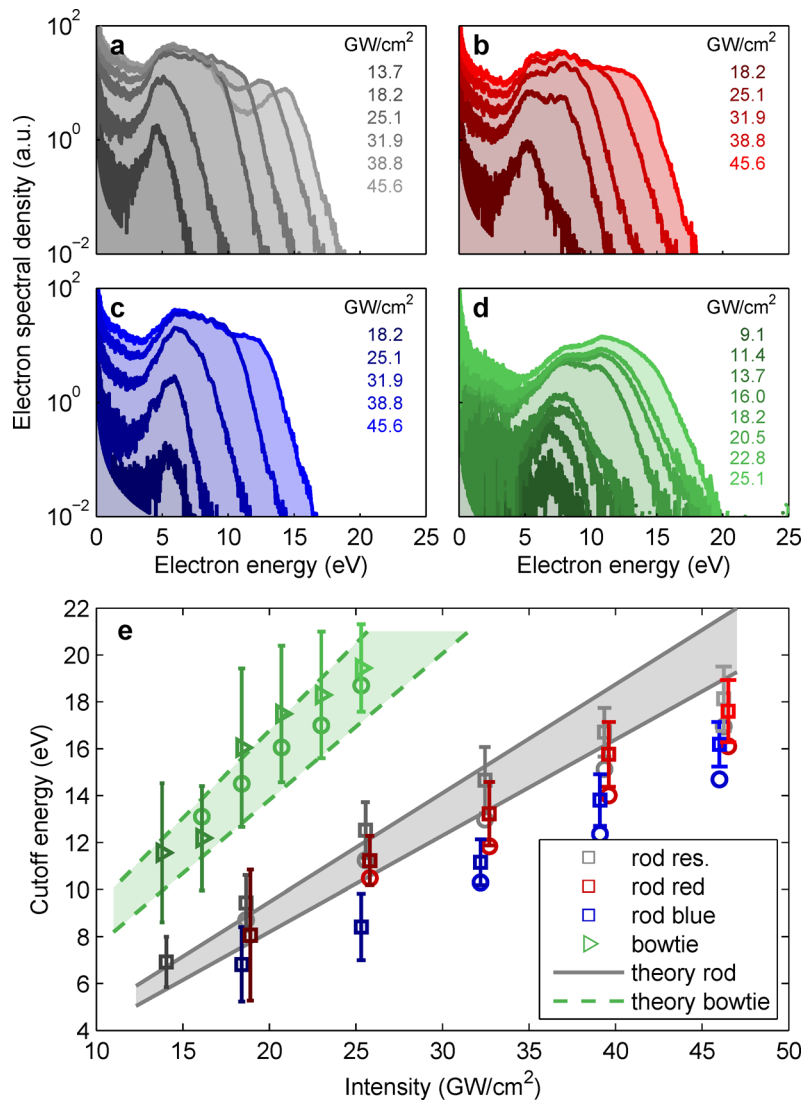 a
GW/cm²
13.7
18.2
25.1
31.9
38.8
45.6
b
GW/cm²
18.2
25.1
31.9
38.8
45.6
Electron spectral density (a.u.)
10²
10⁰
10⁻²
c
GW/cm²
18.2
25.1
31.9
38.8
45.6
d
GW/cm²
9.1
11.4
13.7
16.0
18.2
20.5
22.8
25.1
10²
10⁰
10⁻²
0 5 10 15 20 25
0 5 10 15 20 25
Electron energy (eV)
Electron energy (eV)
e
Cutoff energy (eV)
22
20
18
16
14
12
10
8
6
4
rod res.
rod red
rod blue
bowtie
theory rod
theory bowtie
10 15 20 25 30 35 40 45 50
Intensity (GW/cm²)